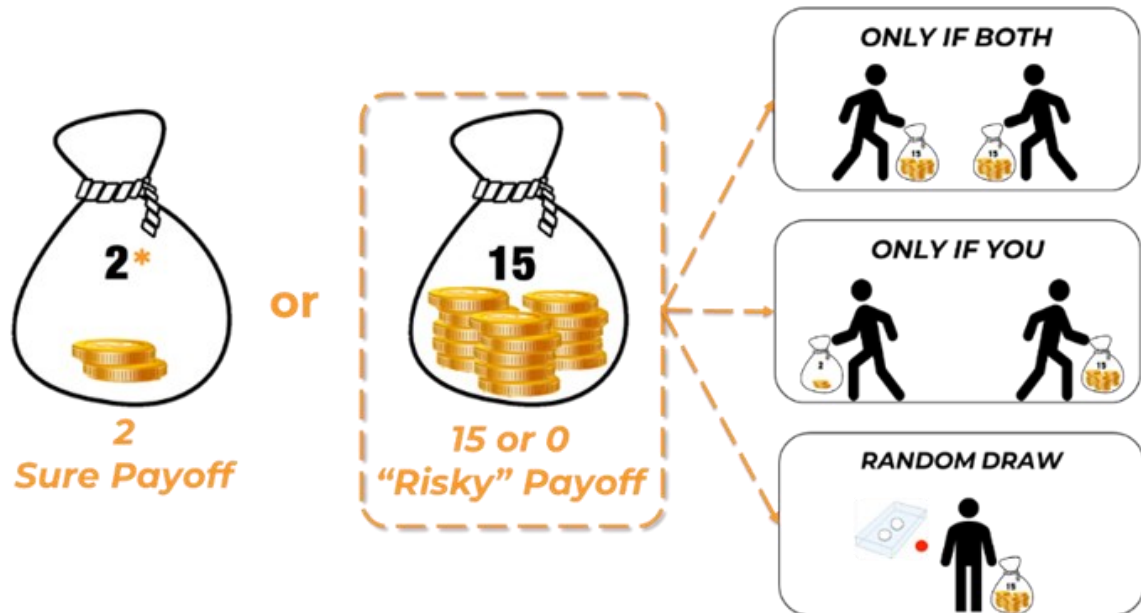 2*
2
Sure Payoff
or
15
15 or 0
“Risky” Payoff
ONLY IF BOTH
15
15
ONLY IF YOU
2
15
RANDOM DRAW
15